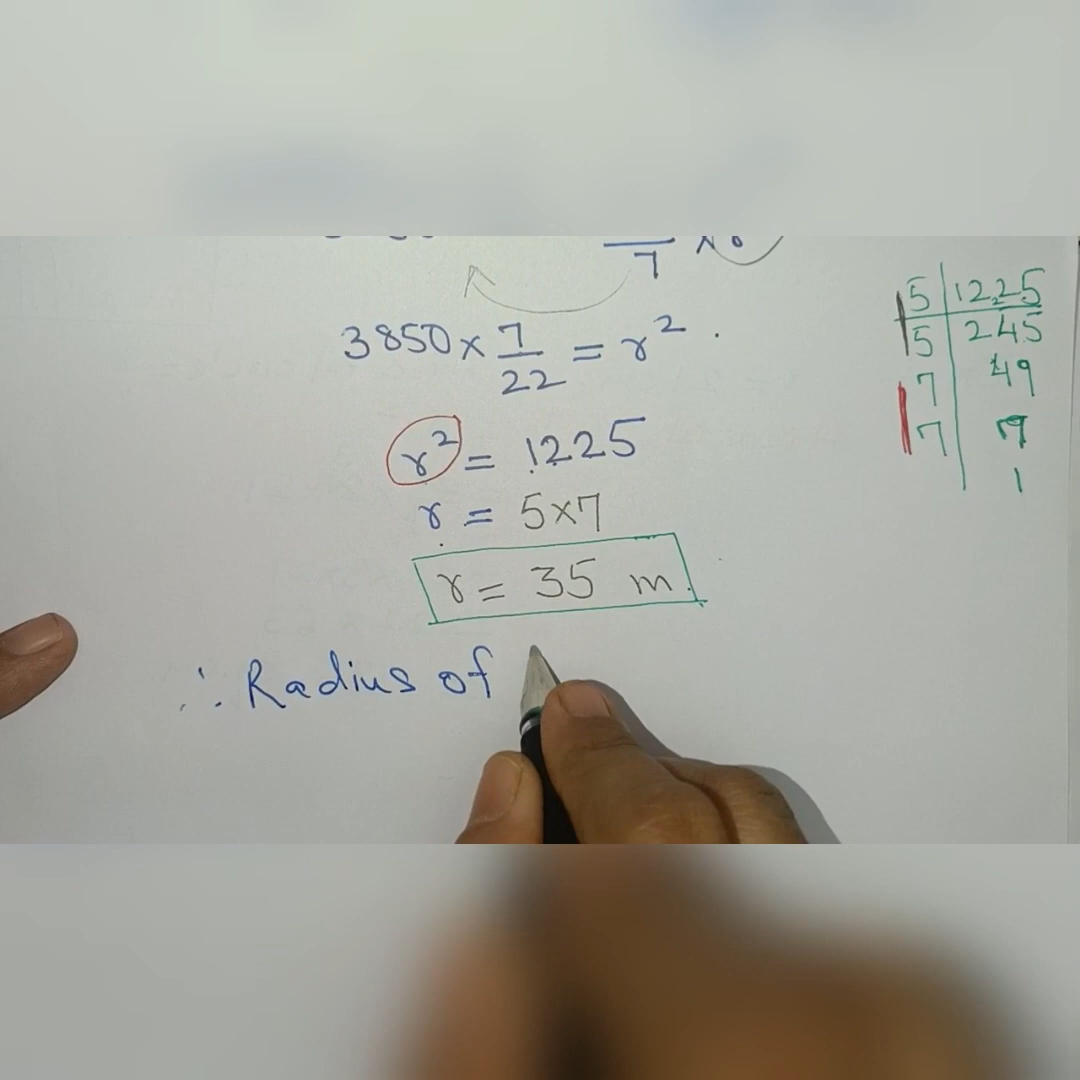 7
3850 × 7/22 = r² .
r² = 1225
r = 5×7
r = 35 m.
∴ Radius of
5 | 1225
5 | 245
7 | 49
7 | 7
1